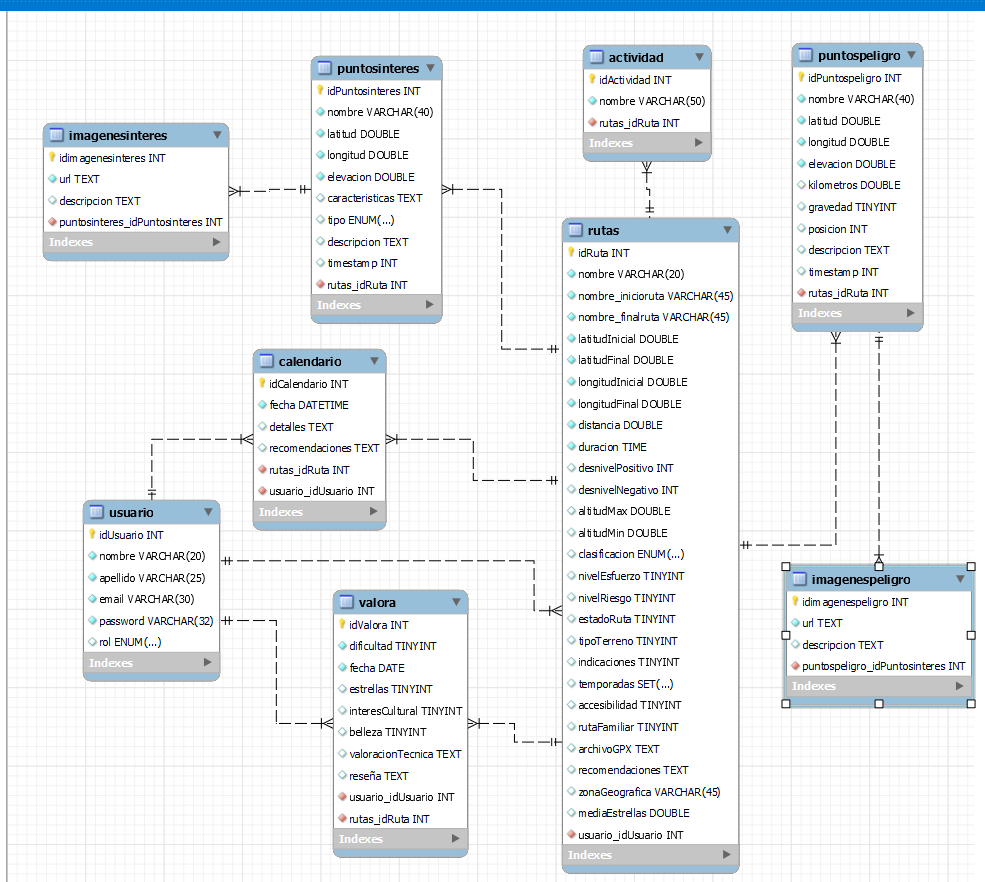 imagenesinteres
idimagenesinteres INT
url TEXT
descripcion TEXT
puntosinteres_idPuntosinteres INT
Indexes
puntosinteres
idPuntosinteres INT
nombre VARCHAR(40)
latitud DOUBLE
longitud DOUBLE
elevacion DOUBLE
caracteristicas TEXT
tipo ENUM(...)
descripcion TEXT
timestamp INT
rutas_idRuta INT
Indexes
actividad
idActividad INT
nombre VARCHAR(50)
rutas_idRuta INT
Indexes
puntospeligro
idPuntospeligro INT
nombre VARCHAR(40)
latitud DOUBLE
longitud DOUBLE
elevacion DOUBLE
kilometros DOUBLE
gravedad TINYINT
posicion INT
descripcion TEXT
timestamp INT
rutas_idRuta INT
Indexes
calendario
idCalendario INT
fecha DATETIME
detalles TEXT
recomendaciones TEXT
rutas_idRuta INT
usuario_idUsuario INT
Indexes
rutas
idRuta INT
nombre VARCHAR(20)
nombre_inicioruta VARCHAR(45)
nombre_finalruta VARCHAR(45)
latitudInicial DOUBLE
latitudFinal DOUBLE
longitudInicial DOUBLE
longitudFinal DOUBLE
distancia DOUBLE
duracion TIME
desnivelPositivo INT
desnivelNegativo INT
altitudMax DOUBLE
altitudMin DOUBLE
clasificacion ENUM(...)
nivelEsfuerzo TINYINT
nivelRiesgo TINYINT
estadoRuta TINYINT
tipoTerreno TINYINT
indicaciones TINYINT
temporadas SET(...)
accesibilidad TINYINT
rutaFamiliar TINYINT
archivoGPX TEXT
recomendaciones TEXT
zonaGeografica VARCHAR(45)
mediaEstrellas DOUBLE
usuario_idUsuario INT
Indexes
usuario
idUsuario INT
nombre VARCHAR(20)
apellido VARCHAR(25)
email VARCHAR(30)
password VARCHAR(32)
rol ENUM(...)
Indexes
valora
idValora INT
dificultad TINYINT
fecha DATE
estrellas TINYINT
interesCultural TINYINT
belleza TINYINT
valoracionTecnica TEXT
reseña TEXT
usuario_idUsuario INT
rutas_idRuta INT
Indexes
imagenespeligro
idimagenespeligro INT
url TEXT
descripcion TEXT
puntospeligro_idPuntosinteres INT
Indexes